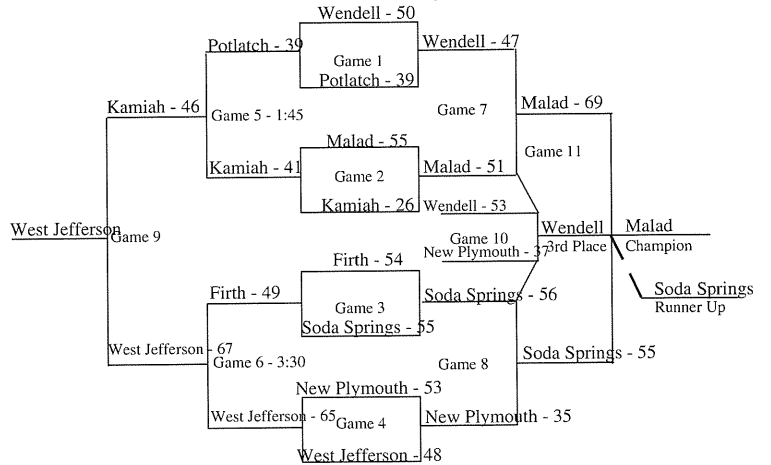 Wendell - 50
Potlatch - 39
Wendell - 47
Game 1
Potlatch - 39
Kamiah - 46
Game 5 - 1:45
Game 7
Malad - 69
Malad - 55
Game 11
Kamiah - 41
Game 2
Malad - 51
Kamiah - 26
Wendell - 53
West Jefferson
Game 9
Game 10
Wendell
Malad
New Plymouth - 37
3rd Place
Champion
Firth - 54
Firth - 49
Soda Springs - 56
Soda Springs
Game 3
Runner Up
Soda Springs - 55
West Jefferson - 67
Game 6 - 3:30
Game 8
Soda Springs - 55
New Plymouth - 53
West Jefferson - 65
Game 4
New Plymouth - 35
West Jefferson - 48